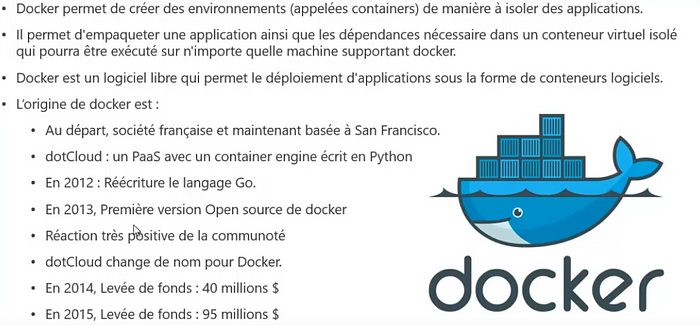 • Docker permet de créer des environnements (appelées containers) de manière à isoler des applications.
• Il permet d'empaqueter une application ainsi que les dépendances nécessaire dans un conteneur virtuel isolé
qui pourra être exécuté sur n'importe quelle machine supportant docker.
• Docker est un logiciel libre qui permet le déploiement d'applications sous la forme de conteneurs logiciels.
• L'origine de docker est :
• Au départ, société française et maintenant basée à San Francisco.
• dotCloud : un PaaS avec un container engine écrit en Python
• En 2012 : Réécriture le langage Go.
• En 2013, Première version Open source de docker
• Réaction très positive de la communoté
• dotCloud change de nom pour Docker.
• En 2014, Levée de fonds : 40 millions $
• En 2015, Levée de fonds : 95 millions $
docker